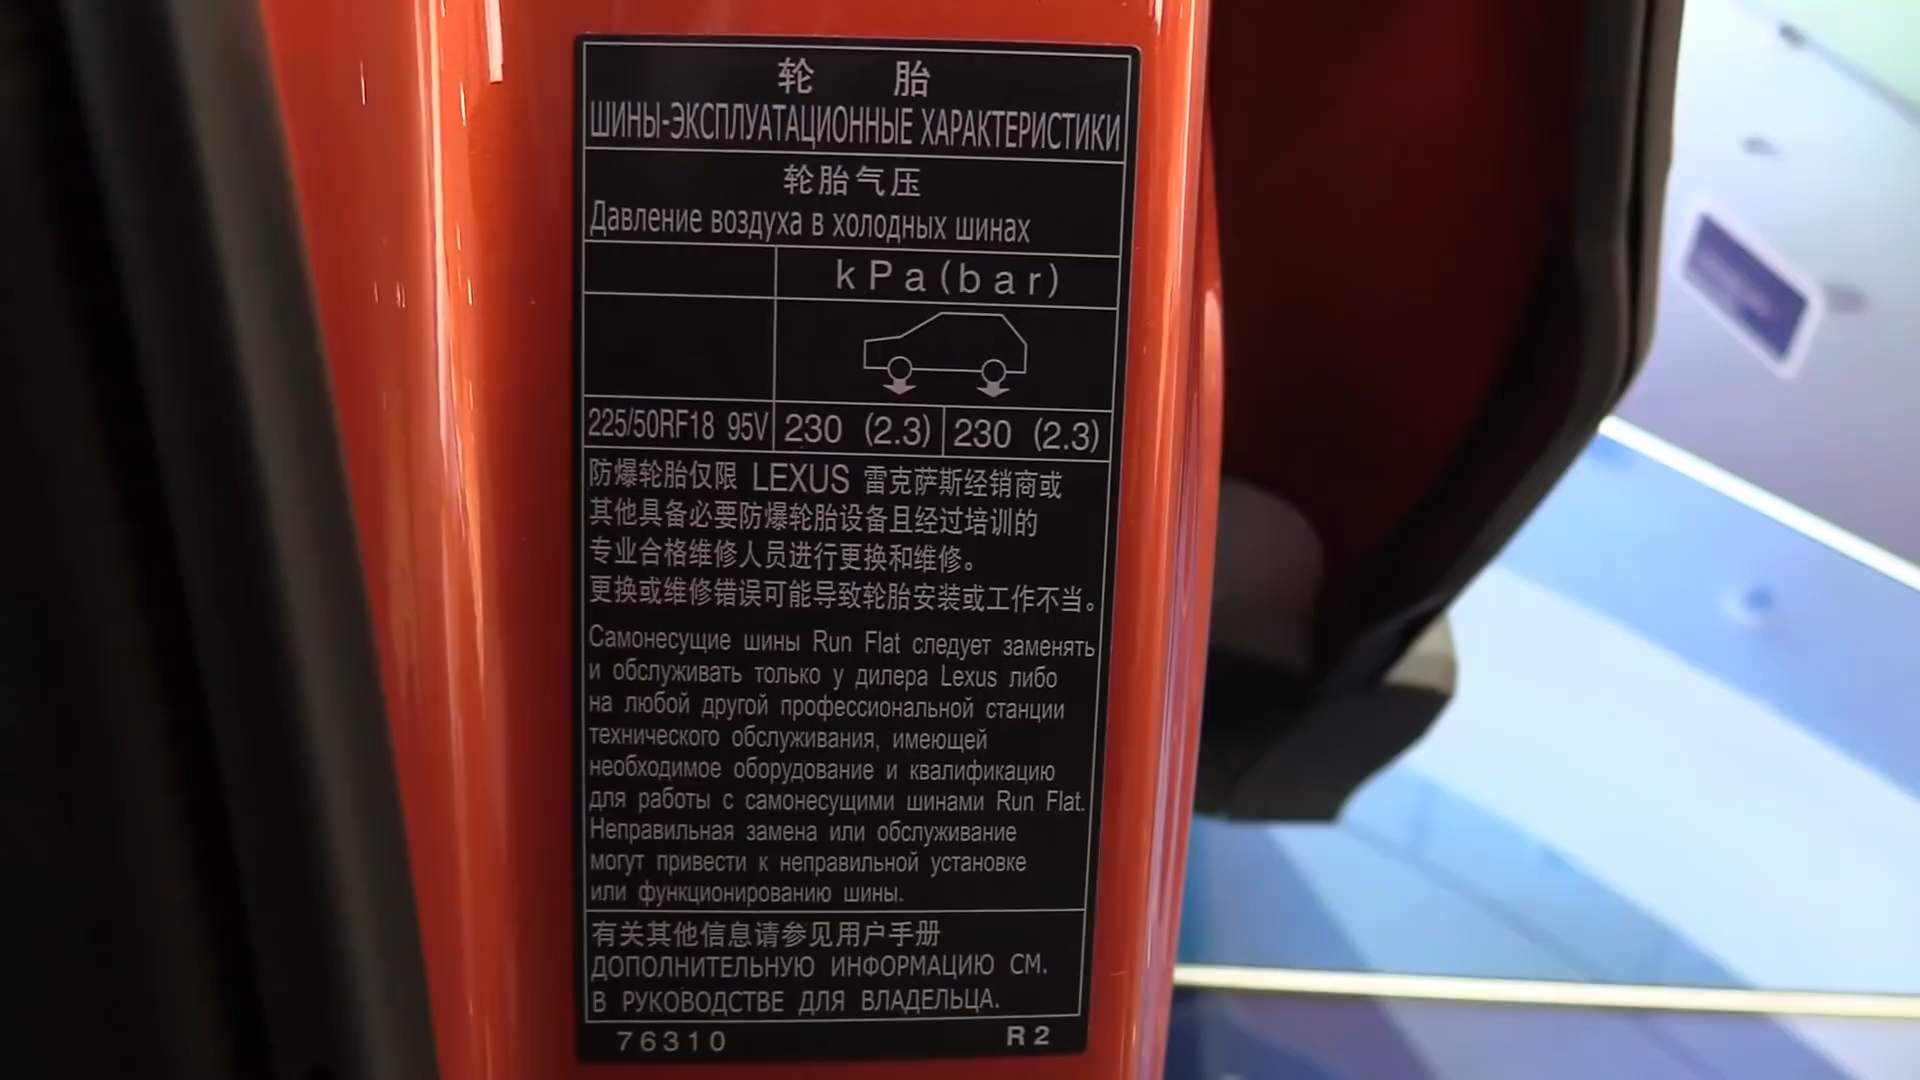 轮 胎
ШИНЫ-ЭКСПЛУАТАЦИОННЫЕ ХАРАКТЕРИСТИКИ
轮胎气压
Давление воздуха в холодных шинах
kPa(bar)
225/50RF18 95V 230 (2.3) 230 (2.3)
防爆轮胎仅限 LEXUS 雷克萨斯经销商或
其他具备必要防爆轮胎设备且经过培训的
专业合格维修人员进行更换和维修。
更换或维修错误可能导致轮胎安装或工作不当。
Самонесущие шины Run Flat следует заменять
и обслуживать только у дилера Lexus либо
на любой другой профессиональной станции
технического обслуживания, имеющей
необходимое оборудование и квалификацию
для работы с самонесущими шинами Run Flat.
Неправильная замена или обслуживание
могут привести к неправильной установке
или функционированию шины.
有关其他信息请参见用户手册
ДОПОЛНИТЕЛЬНУЮ ИНФОРМАЦИЮ СМ.
В РУКОВОДСТВЕ ДЛЯ ВЛАДЕЛЬЦА.
76310 R2